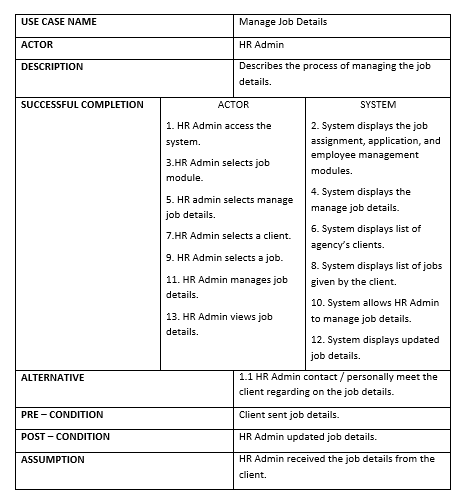 USE CASE NAME
Manage Job Details
ACTOR
HR Admin
DESCRIPTION
Describes the process of managing the job
details.
SUCCESSFUL COMPLETION
ACTOR
1. HR Admin access the
system.
3.HR Admin selects job
module.
5. HR admin selects manage
job details.
7.HR Admin selects a client.
9. HR Admin selects a job.
11. HR Admin manages job
details.
13. HR Admin views job
details.
SYSTEM
2. System displays the job
assignment, application, and
employee management
modules.
4. System displays the
manage job details.
6. System displays list of
agency’s clients.
8. System displays list of jobs
given by the client.
10. System allows HR Admin
to manage job details.
12. System displays updated
job details.
ALTERNATIVE
1.1 HR Admin contact / personally meet the
client regarding on the job details.
PRE – CONDITION
Client sent job details.
POST – CONDITION
HR Admin updated job details.
ASSUMPTION
HR Admin received the job details from the
client.